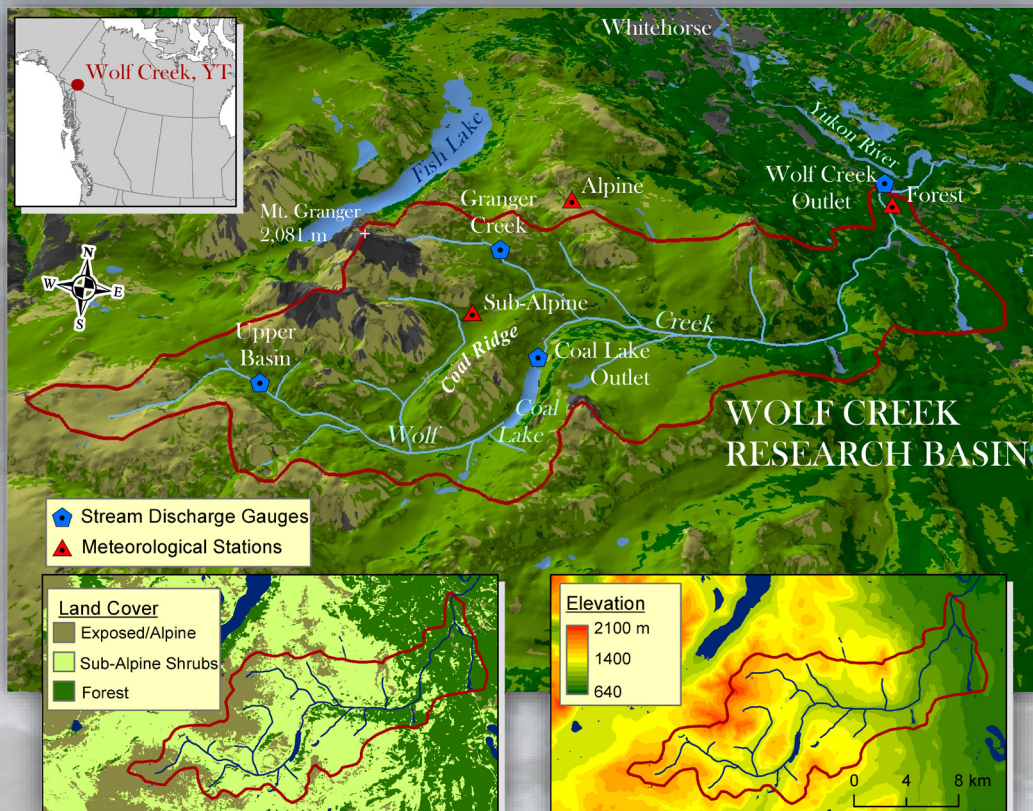 Wolf Creek, YT
Whitehorse
Yukon River
Fish Lake
Wolf Creek
Outlet
Forest
Alpine
Granger
Creek
Mt. Granger
2,081 m
N
W
E
S
Sub-Alpine
Coal Ridge
Creek
Upper
Basin
Coal Lake
Outlet
Coal
Lake
Wolf
WOLF CREEK
RESEARCH BASIN
Stream Discharge Gauges
Meteorological Stations
Land Cover
Exposed/Alpine
Sub-Alpine Shrubs
Forest
Elevation
2100 m
1400
640
0 4 8 km